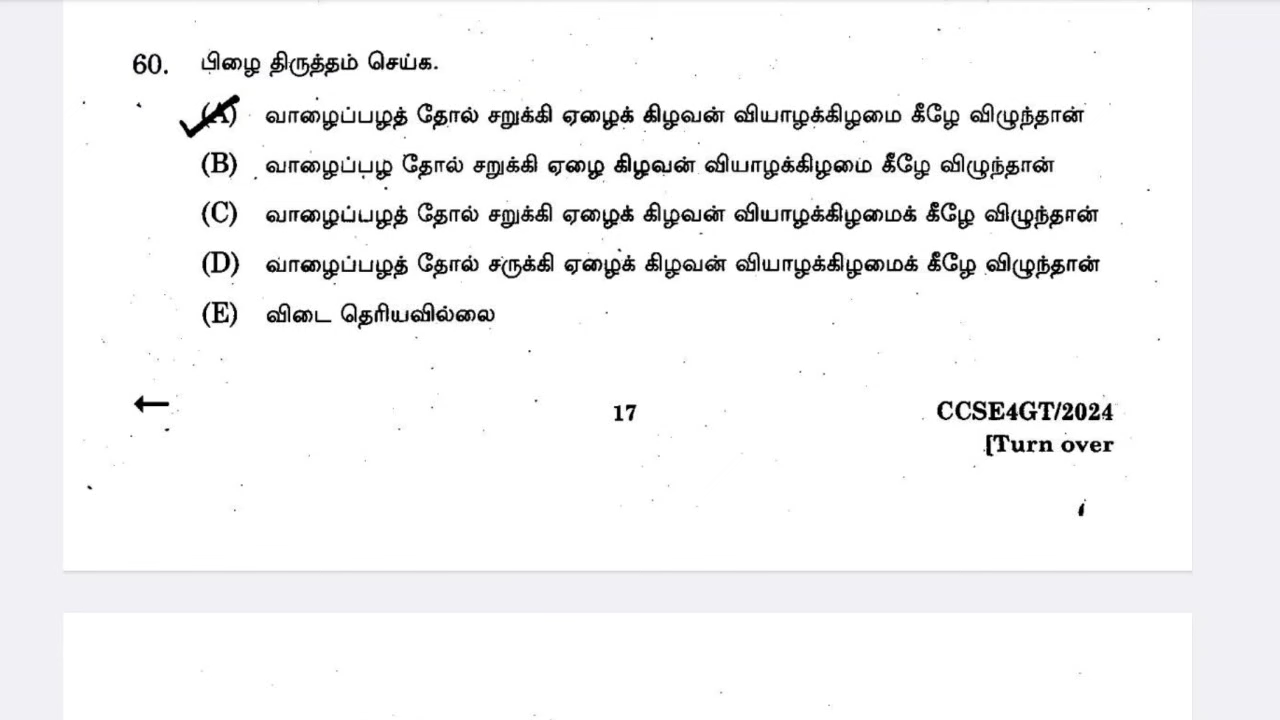 60. பிழை திருத்தம் செய்க.
(A) வாழைப்பழத் தோல் சறுக்கி ஏழைக் கிழவன் வியாழக்கிழமை கீழே விழுந்தான்
(B) வாழைப்பழ தோல் சறுக்கி ஏழை கிழவன் வியாழக்கிழமை கீழே விழுந்தான்
(C) வாழைப்பழத் தோல் சறுக்கி ஏழைக் கிழவன் வியாழக்கிழமைக் கீழே விழுந்தான்
(D) வாழைப்பழத் தோல் சருக்கி ஏழைக் கிழவன் வியாழக்கிழமைக் கீழே விழுந்தான்
(E) விடை தெரியவில்லை
17 CCSE4GT/2024
[Turn over